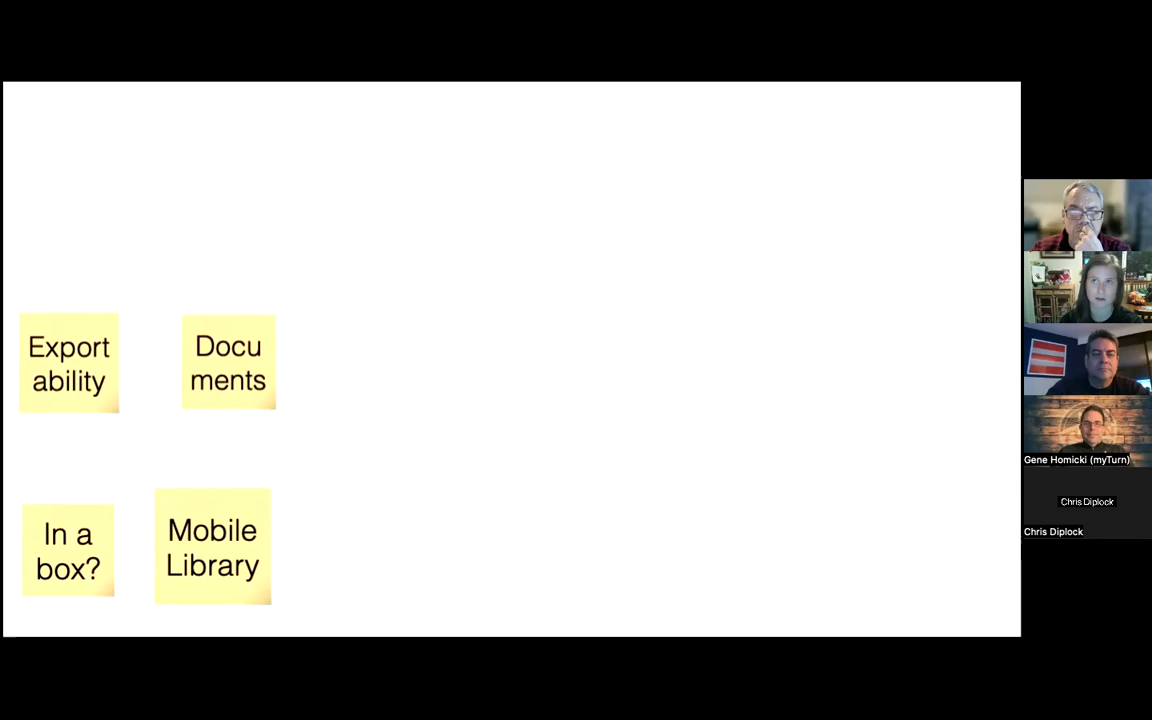 Export
ability
Docu
ments
In a
box?
Mobile
Library
Gene Homicki (myTurn)
Chris Diplock
Chris Diplock